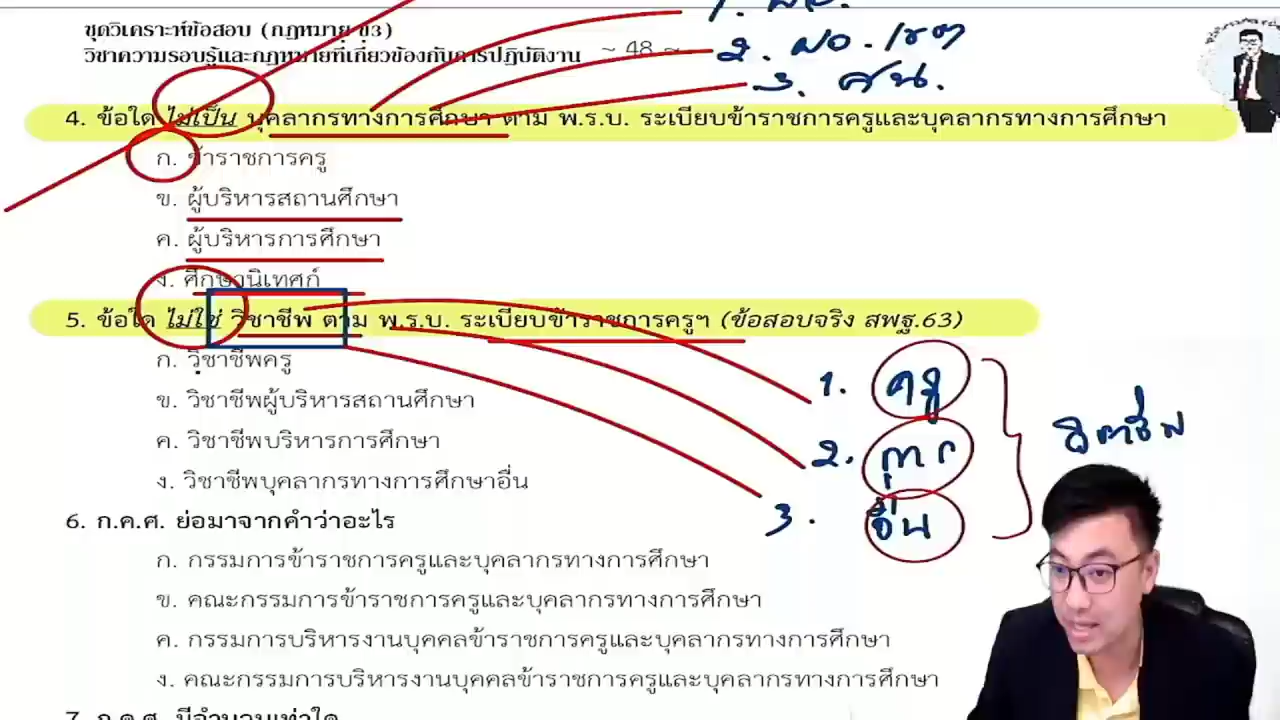 ชุดวิเคราะห์ข้อสอบ (กฎหมาย ข้3)
วิชาความรอบรู้และกฎหมายที่เกี่ยวข้องกับการปฏิบัติงาน ~ 48 ~
2. ผอ.เขต
3. ศน.
4. ข้อใด ไม่เป็น บุคลากรทางการศึกษา ตาม พ.ร.บ. ระเบียบข้าราชการครูและบุคลากรทางการศึกษา
ก. ข้าราชการครู
ข. ผู้บริหารสถานศึกษา
ค. ผู้บริหารการศึกษา
ง. ศึกษานิเทศก์
5. ข้อใด ไม่ใช่ วิชาชีพ ตาม พ.ร.บ. ระเบียบข้าราชการครูฯ (ข้อสอบจริง สพฐ.63)
ก. วิชาชีพครู
ข. วิชาชีพผู้บริหารสถานศึกษา
ค. วิชาชีพบริหารการศึกษา
ง. วิชาชีพบุคลากรทางการศึกษาอื่น
1. ครู
2.
3. อื่น
วิชาชีพ
6. ก.ค.ศ. ย่อมาจากคำว่าอะไร
ก. กรรมการข้าราชการครูและบุคลากรทางการศึกษา
ข. คณะกรรมการข้าราชการครูและบุคลากรทางการศึกษา
ค. กรรมการบริหารงานบุคคลข้าราชการครูและบุคลากรทางการศึกษา
ง. คณะกรรมการบริหารงานบุคคลข้าราชการครูและบุคลากรทางการศึกษา
7. ก.ค.ศ. มีจำนวนเท่าใด